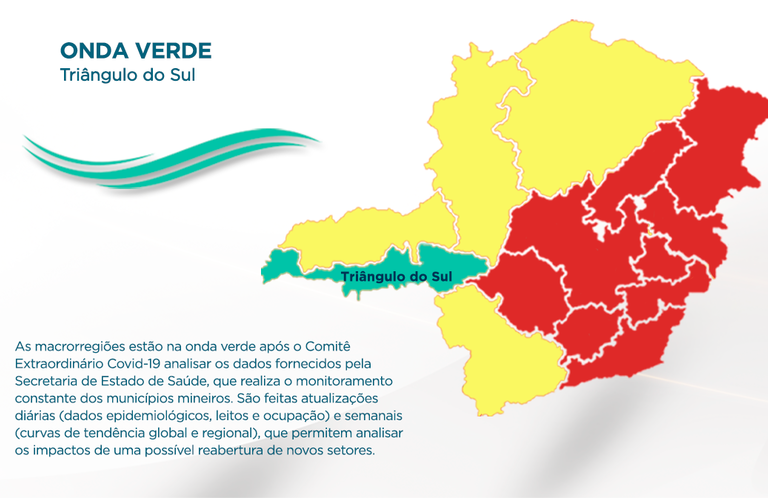 ONDA VERDE
Triângulo do Sul
Triângulo do Sul
As macrorregiões estão na onda verde após o Comitê
Extraordinário Covid-19 analisar os dados fornecidos pela
Secretaria de Estado de Saúde, que realiza o monitoramento
constante dos municípios mineiros. São feitas atualizações
diárias (dados epidemiológicos, leitos e ocupação) e semanais
(curvas de tendência global e regional), que permitem analisar
os impactos de uma possível reabertura de novos setores.